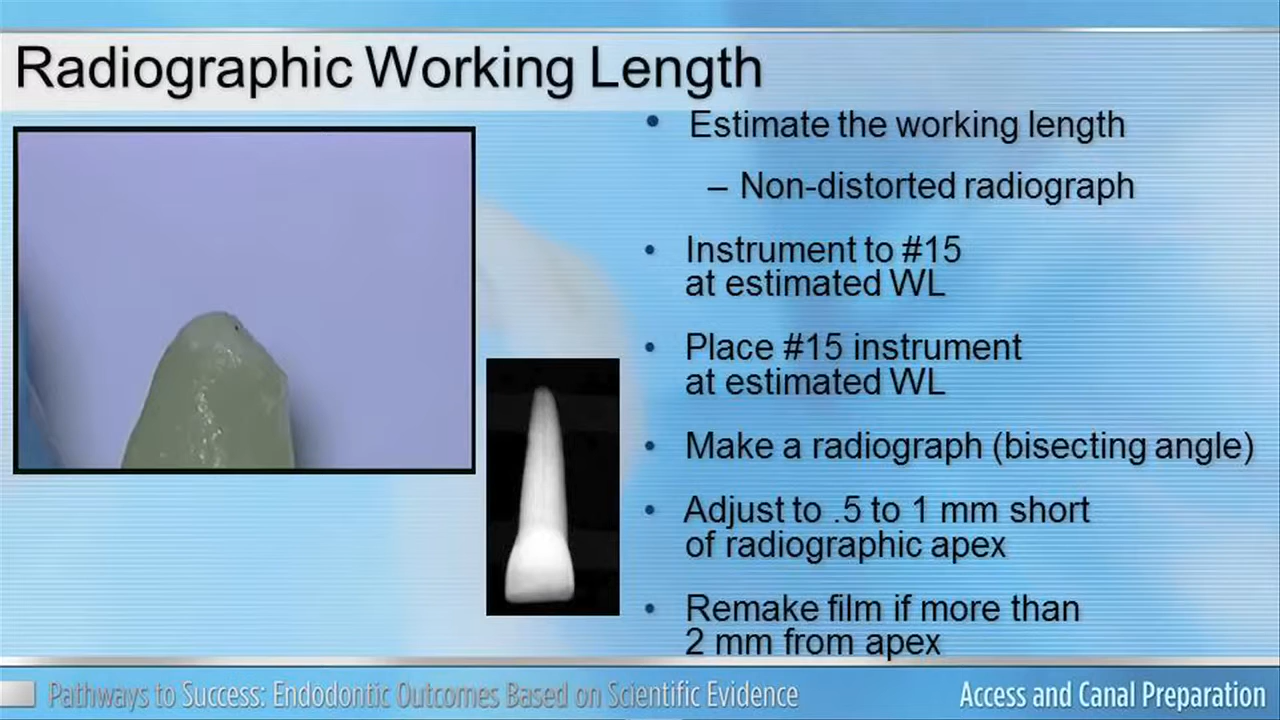 Radiographic Working Length
• Estimate the working length
– Non-distorted radiograph
• Instrument to #15
at estimated WL
• Place #15 instrument
at estimated WL
• Make a radiograph (bisecting angle)
• Adjust to .5 to 1 mm short
of radiographic apex
• Remake film if more than
2 mm from apex
Pathways to Success: Endodontic Outcomes Based on Scientific Evidence
Access and Canal Preparation